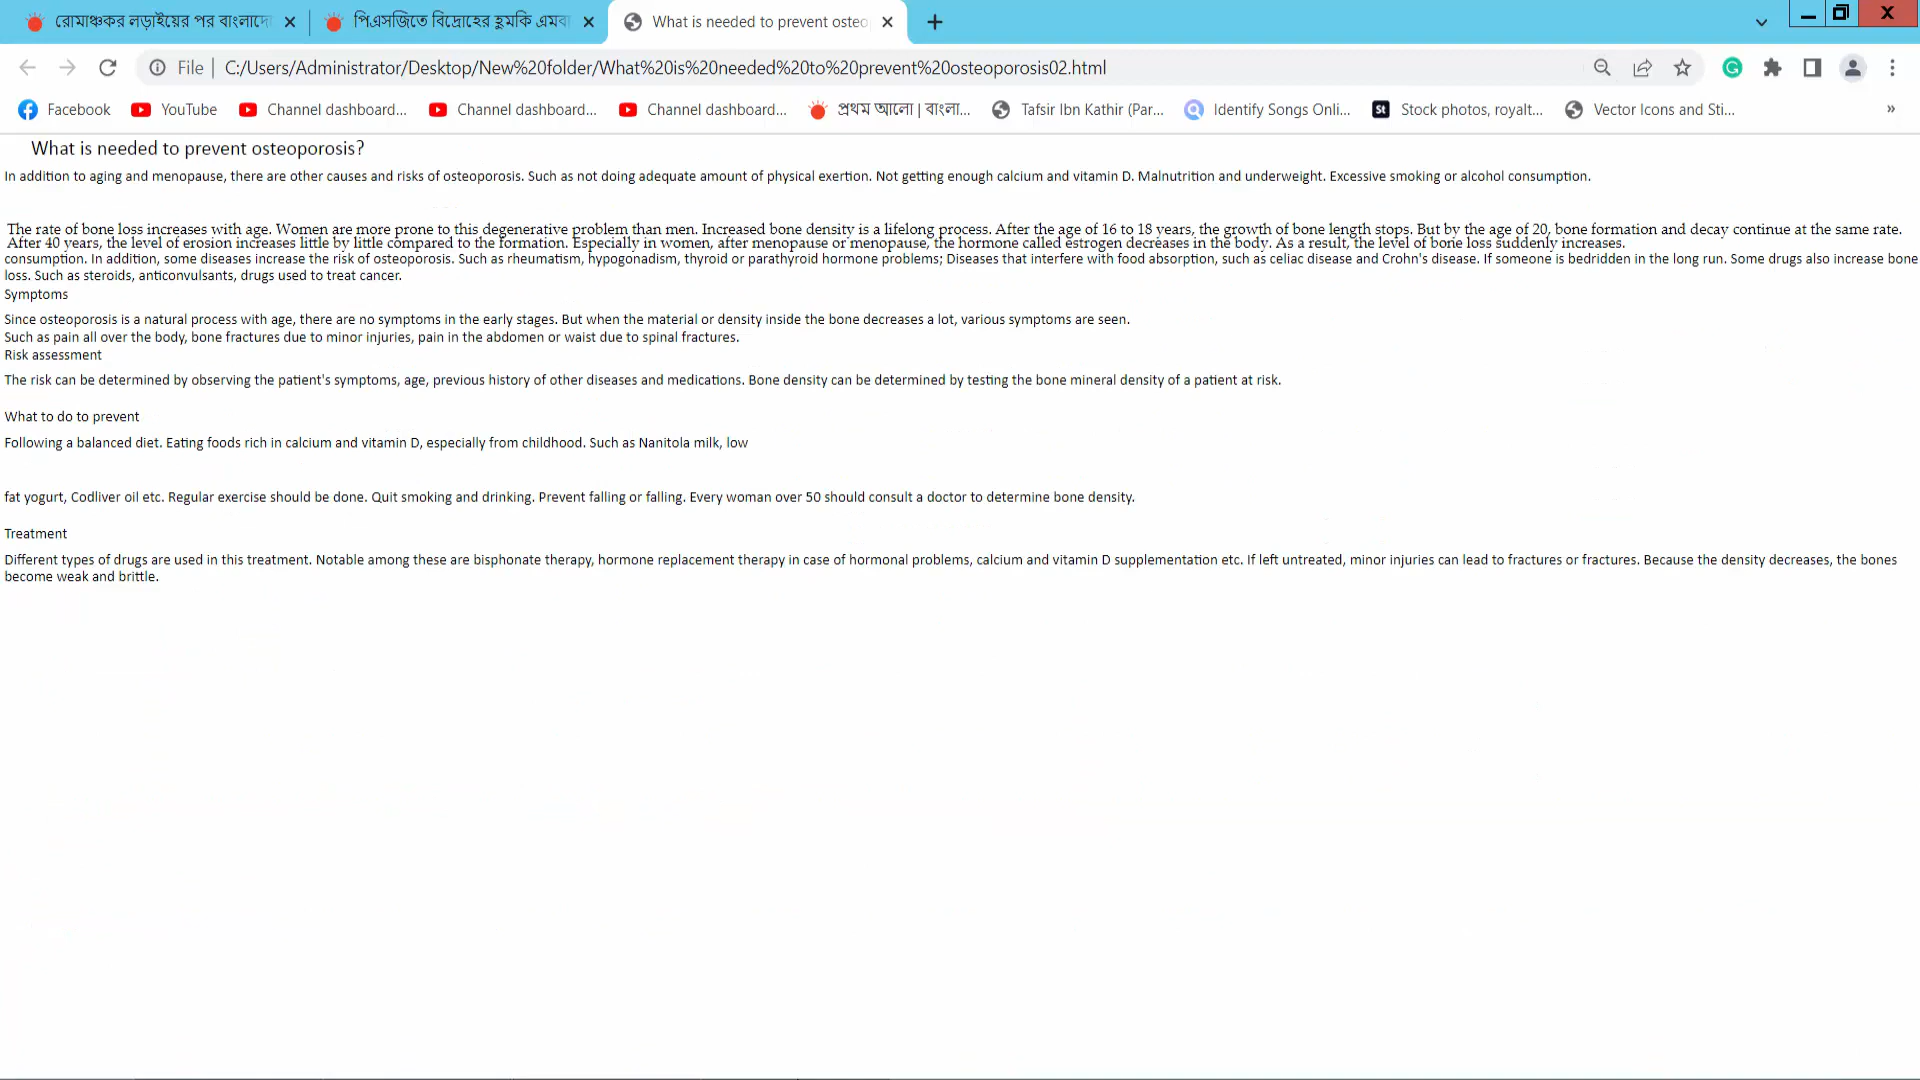 রোমাঞ্চকর লড়াইয়ের পর বাংলাদে
পিএসজিতে বিদ্রোহের হুমকি এমবা
What is needed to prevent osteo
File
C:/Users/Administrator/Desktop/New%20folder/What%20is%20needed%20to%20prevent%20osteoporosis02.html
Facebook
YouTube
Channel dashboard...
Channel dashboard...
Channel dashboard...
প্রথম আলো | বাংলা...
Tafsir Ibn Kathir (Par...
Identify Songs Onli...
St
Stock photos, royalt...
Vector Icons and Sti...
»
What is needed to prevent osteoporosis?
In addition to aging and menopause, there are other causes and risks of osteoporosis. Such as not doing adequate amount of physical exertion. Not getting enough calcium and vitamin D. Malnutrition and underweight. Excessive smoking or alcohol consumption.
The rate of bone loss increases with age. Women are more prone to this degenerative problem than men. Increased bone density is a lifelong process. After the age of 16 to 18 years, the growth of bone length stops. But by the age of 20, bone formation and decay continue at the same rate.
After 40 years, the level of erosion increases little by little compared to the formation. Especially in women, after menopause or menopause, the hormone called estrogen decreases in the body. As a result, the level of bone loss suddenly increases.
consumption. In addition, some diseases increase the risk of osteoporosis. Such as rheumatism, hypogonadism, thyroid or parathyroid hormone problems; Diseases that interfere with food absorption, such as celiac disease and Crohn's disease. If someone is bedridden in the long run. Some drugs also increase bone
loss. Such as steroids, anticonvulsants, drugs used to treat cancer.
Symptoms
Since osteoporosis is a natural process with age, there are no symptoms in the early stages. But when the material or density inside the bone decreases a lot, various symptoms are seen.
Such as pain all over the body, bone fractures due to minor injuries, pain in the abdomen or waist due to spinal fractures.
Risk assessment
The risk can be determined by observing the patient's symptoms, age, previous history of other diseases and medications. Bone density can be determined by testing the bone mineral density of a patient at risk.
What to do to prevent
Following a balanced diet. Eating foods rich in calcium and vitamin D, especially from childhood. Such as Nanitola milk, low
fat yogurt, Codliver oil etc. Regular exercise should be done. Quit smoking and drinking. Prevent falling or falling. Every woman over 50 should consult a doctor to determine bone density.
Treatment
Different types of drugs are used in this treatment. Notable among these are bisphonate therapy, hormone replacement therapy in case of hormonal problems, calcium and vitamin D supplementation etc. If left untreated, minor injuries can lead to fractures or fractures. Because the density decreases, the bones
become weak and brittle.